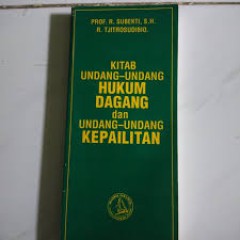 PROF. R. SUBEKTI, S.H.
R. TJITROSUDIBIO.
KITAB
UNDANG-UNDANG
HUKUM
DAGANG
dan
UNDANG-UNDANG
KEPAILITAN